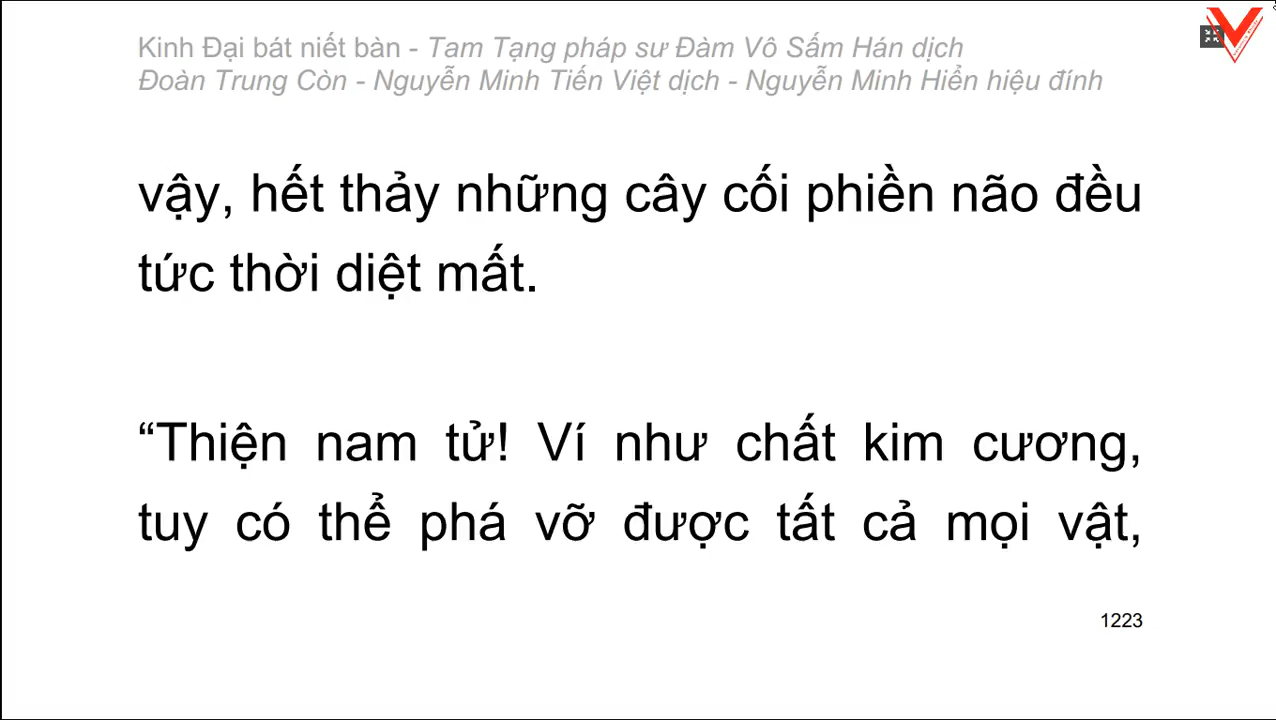 Kinh Đại bát niết bàn - Tam Tạng pháp sư Đàm Vô Sấm Hán dịch
Đoàn Trung Còn - Nguyễn Minh Tiến Việt dịch - Nguyễn Minh Hiển hiệu đính
vậy, hết thảy những cây cối phiền não đều
tức thời diệt mất.
“Thiện nam tử! Ví như chất kim cương,
tuy có thể phá vỡ được tất cả mọi vật,
1223